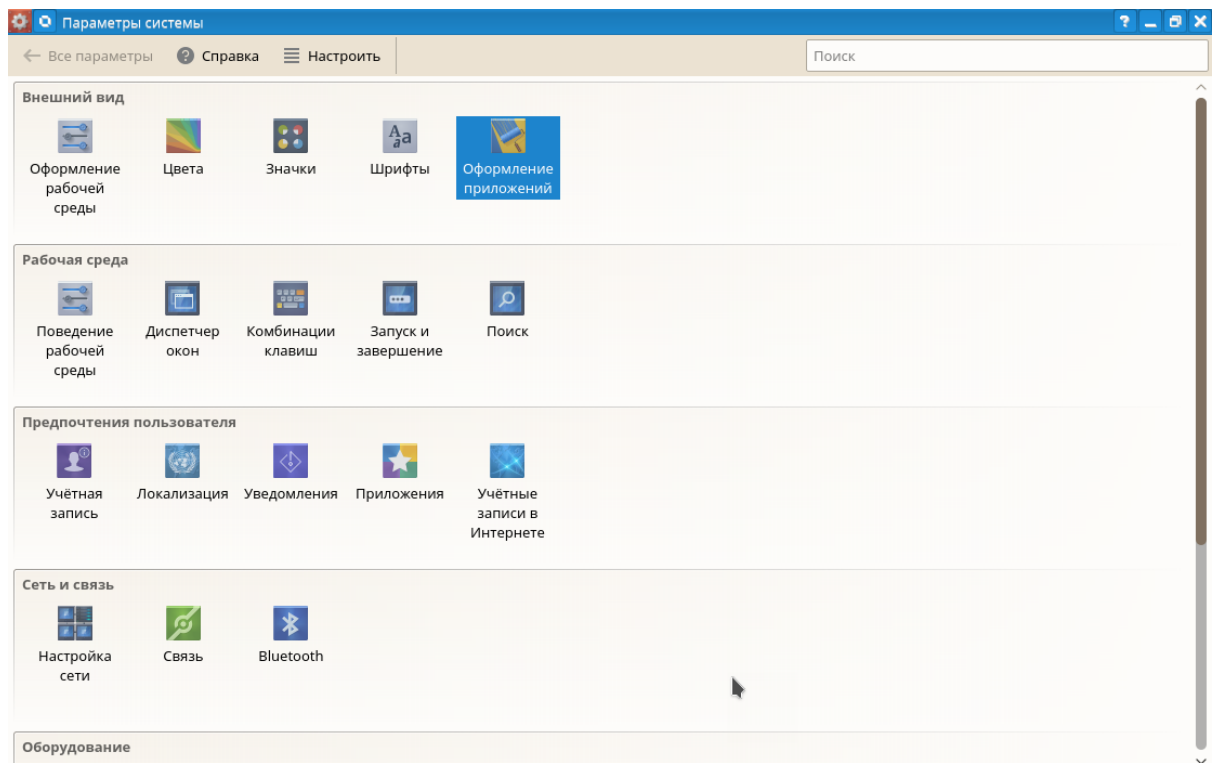 Параметры системы
Все параметры Справка Настроить Поиск
Внешний вид
Оформление рабочей среды
Цвета
Значки
Шрифты
Оформление приложений
Рабочая среда
Поведение рабочей среды
Диспетчер окон
Комбинации клавиш
Запуск и завершение
Поиск
Предпочтения пользователя
Учётная запись
Локализация
Уведомления
Приложения
Учётные записи в Интернете
Сеть и связь
Настройка сети
Связь
Bluetooth
Оборудование